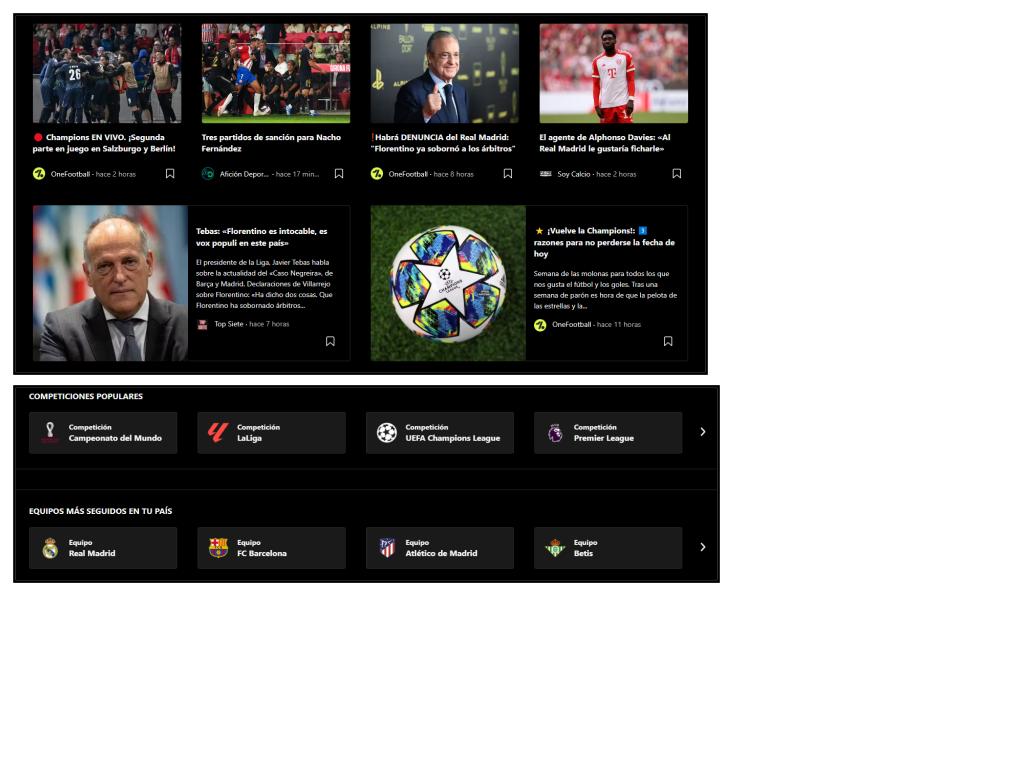 26
BALLON
D'OR
ALPINE
ALPINE
GIRONA F
T
🔴 Champions EN VIVO. ¡Segunda
parte en juego en Salzburgo y Berlín!
OneFootball · hace 2 horas
Tres partidos de sanción para Nacho
Fernández
Afición Depor... · hace 17 min...
❗Habrá DENUNCIA del Real Madrid:
"Florentino ya sobornó a los árbitros"
OneFootball · hace 8 horas
El agente de Alphonso Davies: «Al
Real Madrid le gustaría ficharle»
Soy Calcio · hace 2 horas
Tebas: «Florentino es intocable, es
vox populi en este país»
El presidente de la Liga, Javier Tebas habla
sobre la actualidad del «Caso Negreira», de
Barça y Madrid. Declaraciones de Villarrejo
sobre Florentino: «Ha dicho dos cosas. Que
Florentino ha sobornado árbitros...
Top Siete · hace 7 horas
⭐ ¡Vuelve la Champions!: 3️⃣
razones para no perderse la fecha de
hoy
Semana de las molonas para todos los que
nos gusta el fútbol y los goles. Tras una
semana de parón es hora de que la pelota de
las estrellas y la...
OneFootball · hace 11 horas
COMPETICIONES POPULARES
Competición
Campeonato del Mundo
Competición
LaLiga
Competición
UEFA Champions League
Competición
Premier League
EQUIPOS MÁS SEGUIDOS EN TU PAÍS
Equipo
Real Madrid
Equipo
FC Barcelona
Equipo
Atlético de Madrid
Equipo
Betis